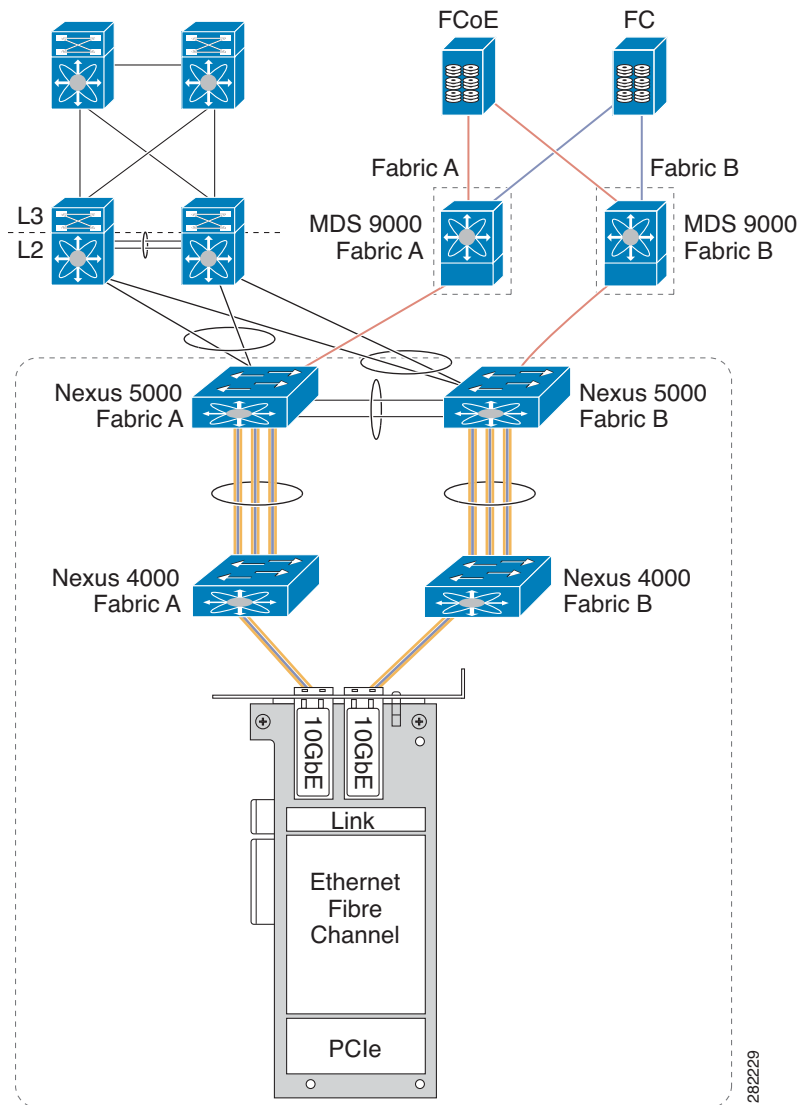 FCoE
FC
Fabric A
Fabric B
L3
L2
MDS 9000
Fabric A
MDS 9000
Fabric B
Nexus 5000
Fabric A
Nexus 5000
Fabric B
Nexus 4000
Fabric A
Nexus 4000
Fabric B
10GbE
10GbE
Link
Ethernet
Fibre
Channel
PCIe
282229